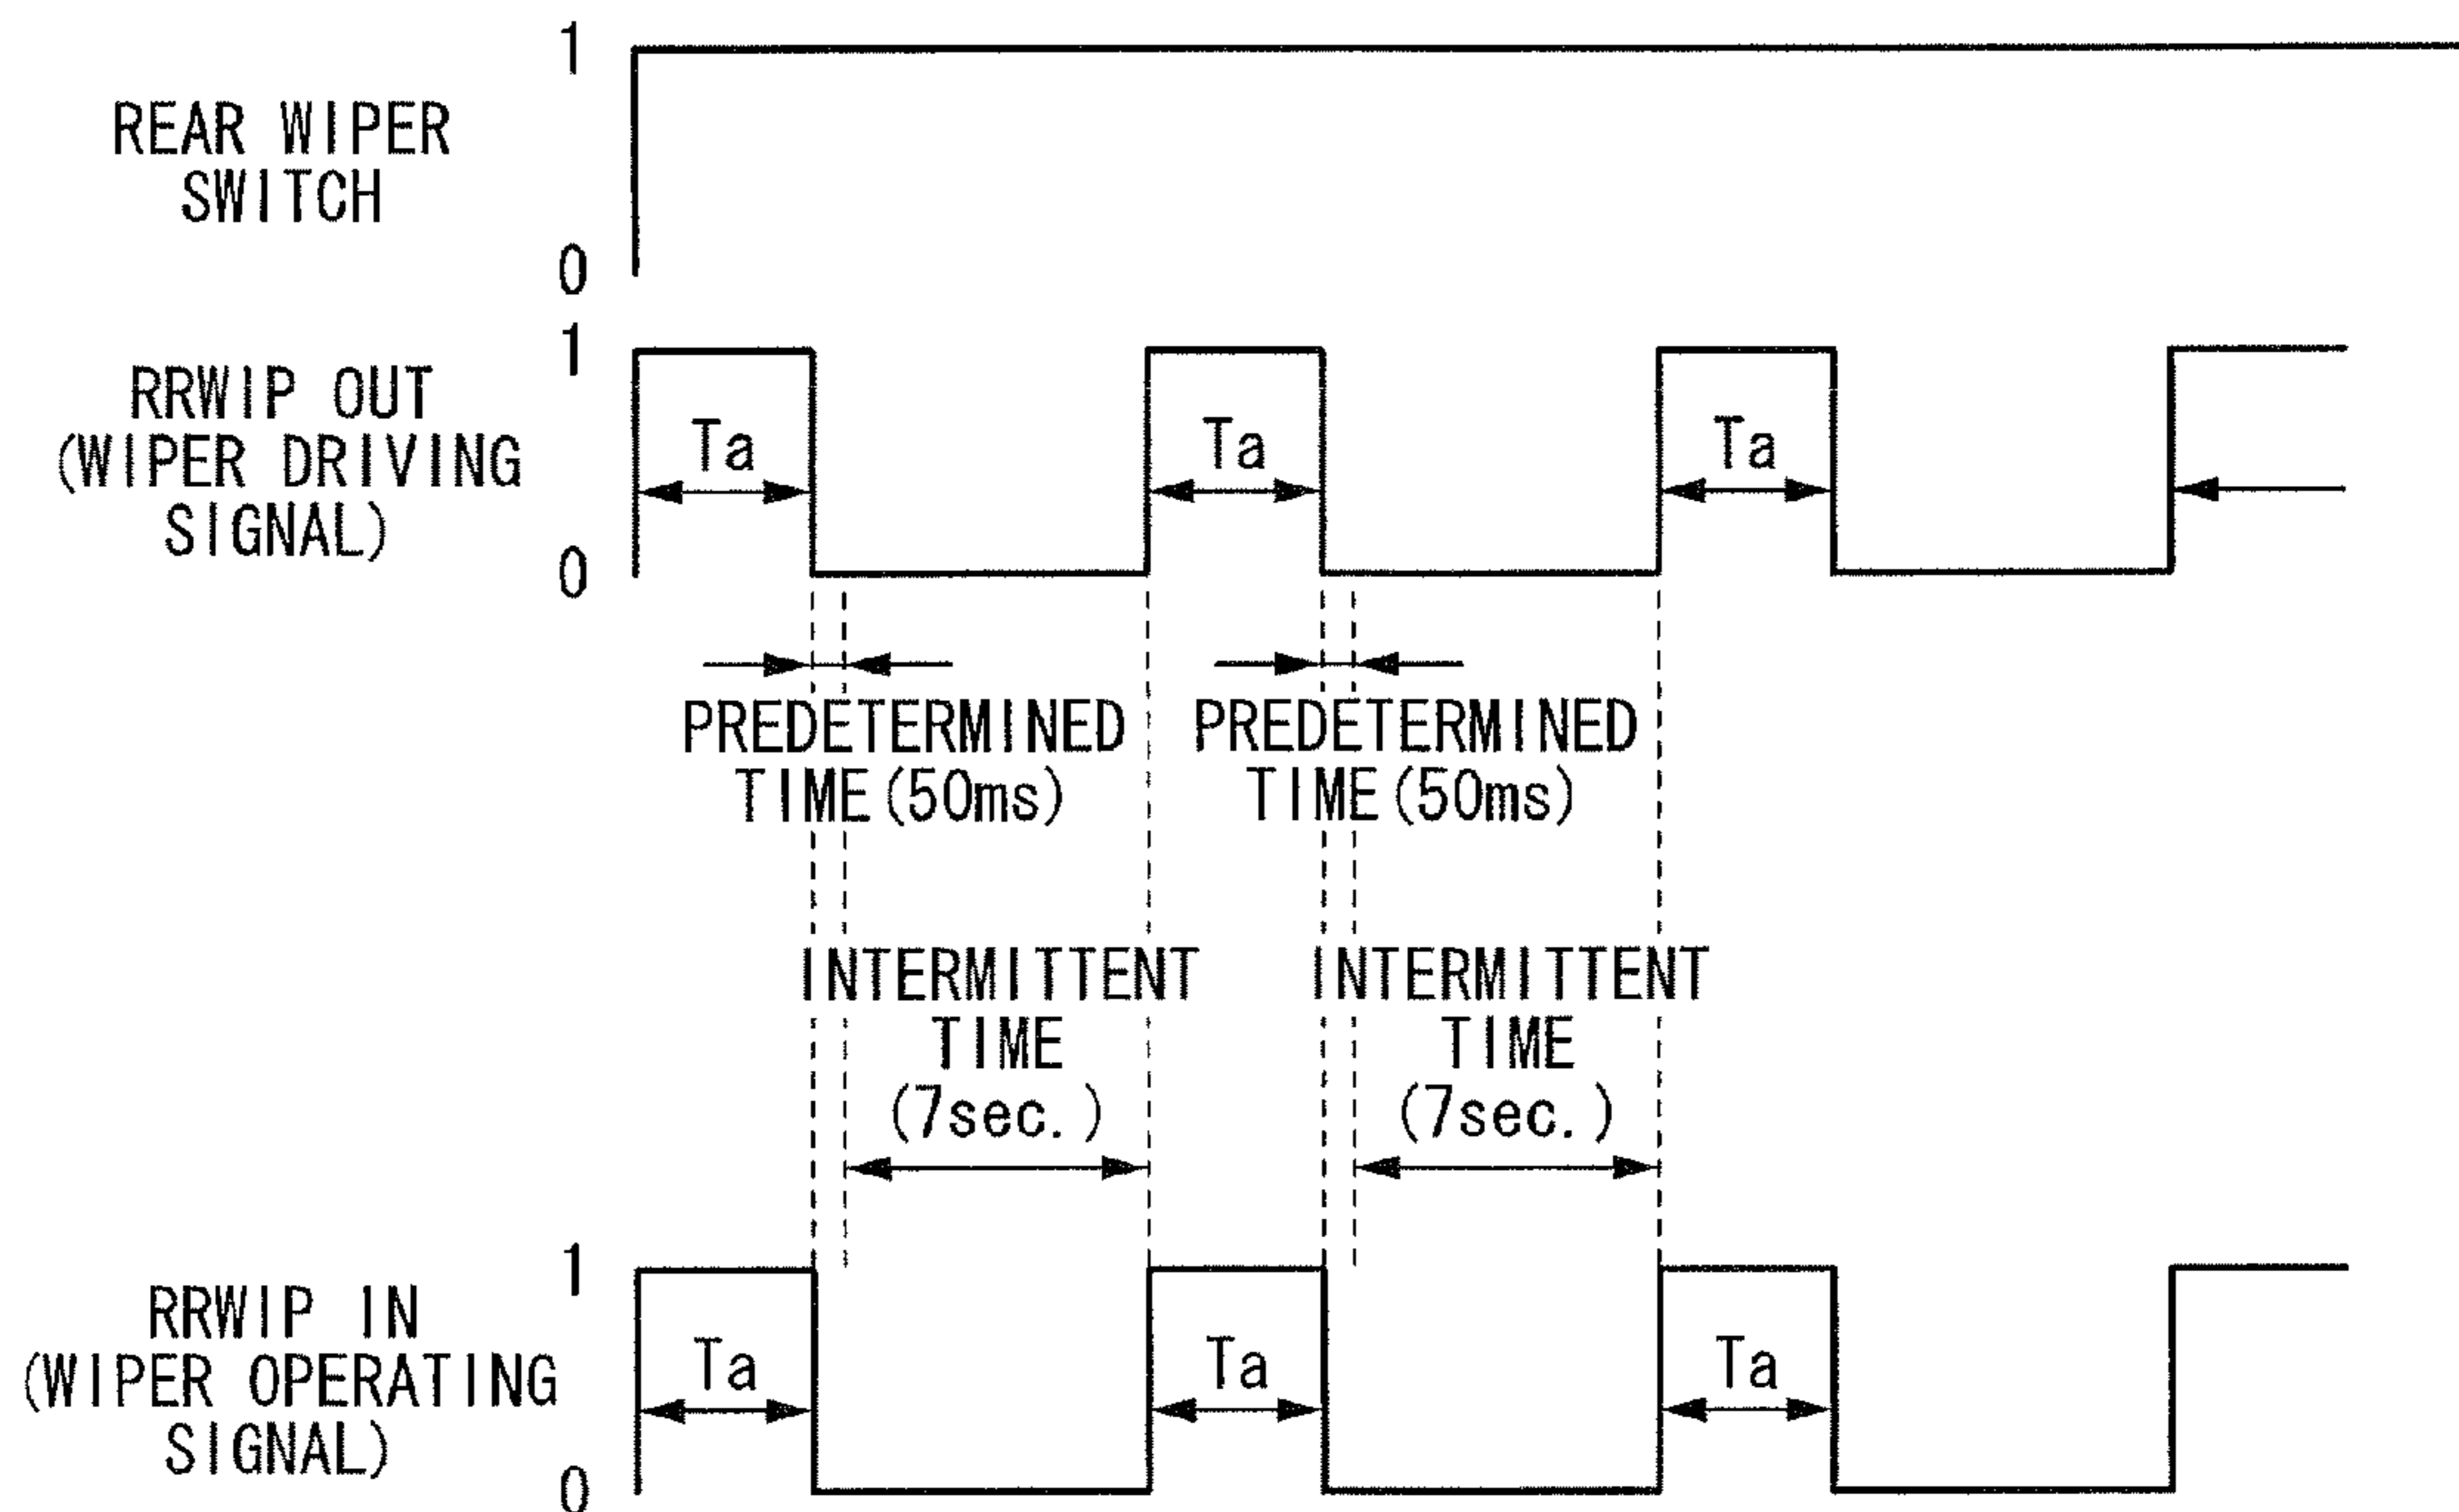 1
REAR WIPER
SWITCH
0
1
RRWIP OUT
(WIPER DRIVING
SIGNAL)
0
Ta
Ta
Ta
PREDETERMINED
TIME(50ms)
PREDETERMINED
TIME(50ms)
INTERMITTENT
TIME
(7sec.)
INTERMITTENT
TIME
(7sec.)
1
RRWIP IN
(WIPER OPERATING
SIGNAL)
0
Ta
Ta
Ta